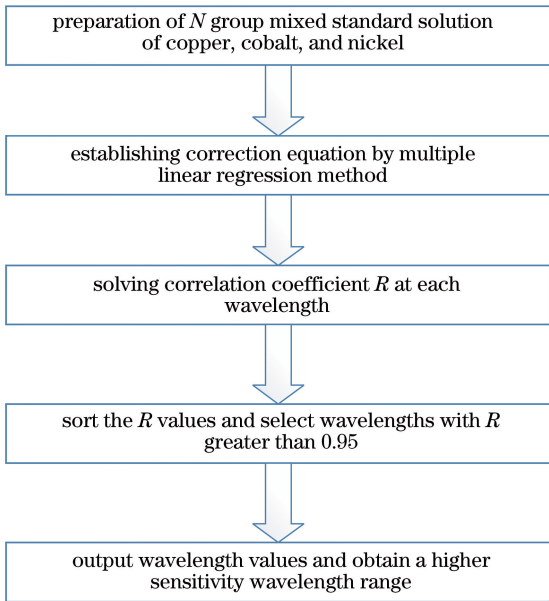 preparation of N group mixed standard solution
of copper, cobalt, and nickel
establishing correction equation by multiple
linear regression method
solving correlation coefficient R at each
wavelength
sort the R values and select wavelengths with R
greater than 0.95
output wavelength values and obtain a higher
sensitivity wavelength range